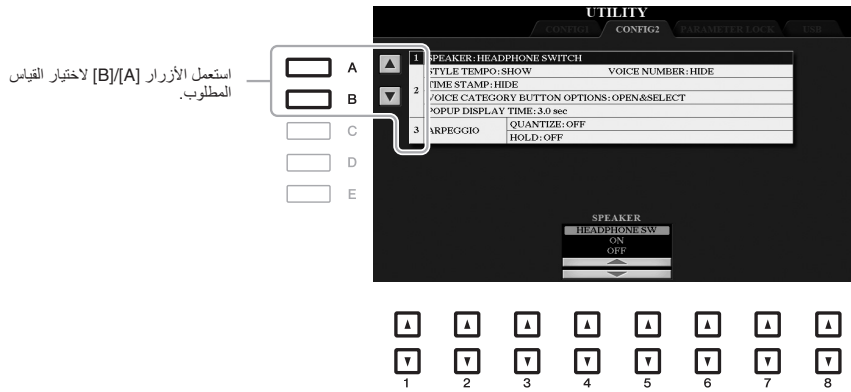 UTILITY
CONFIG1 CONFIG2 PARAMETER LOCK USB
استعمل الأزرار [A]/[B] لاختيار القياس
المطلوب.
A
B
C
D
E
1 SPEAKER: HEADPHONE SWITCH
2 STYLE TEMPO: SHOW VOICE NUMBER: HIDE
TIME STAMP: HIDE
VOICE CATEGORY BUTTON OPTIONS: OPEN&SELECT
POPUP DISPLAY TIME: 3.0 sec
3 ARPEGGIO QUANTIZE: OFF
HOLD: OFF
SPEAKER
HEADPHONE SW
ON
OFF
1 2 3 4 5 6 7 8